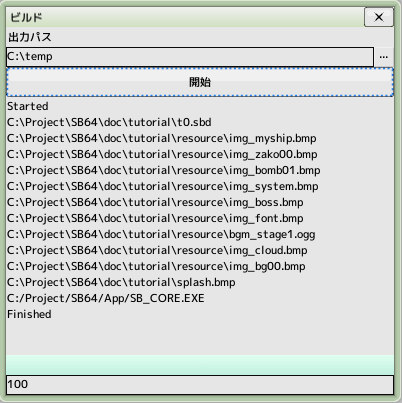 ビルド
出力パス
C:\temp
...
開始
Started
C:\Project\SB64\doc\tutorial\t0.sbd
C:\Project\SB64\doc\tutorial\resource\img_myship.bmp
C:\Project\SB64\doc\tutorial\resource\img_zako00.bmp
C:\Project\SB64\doc\tutorial\resource\img_bomb01.bmp
C:\Project\SB64\doc\tutorial\resource\img_system.bmp
C:\Project\SB64\doc\tutorial\resource\img_boss.bmp
C:\Project\SB64\doc\tutorial\resource\img_font.bmp
C:\Project\SB64\doc\tutorial\resource\bgm_stage1.ogg
C:\Project\SB64\doc\tutorial\resource\img_cloud.bmp
C:\Project\SB64\doc\tutorial\resource\img_bg00.bmp
C:\Project\SB64\doc\tutorial\splash.bmp
C:/Project/SB64/App/SB_CORE.EXE
Finished
100